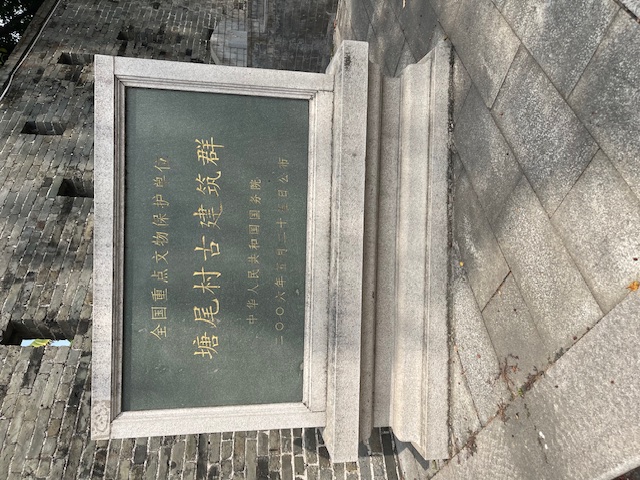 全国重点文物保护单位
塘尾村古建筑群
中华人民共和国国务院
二〇〇六年五月二十五日公布